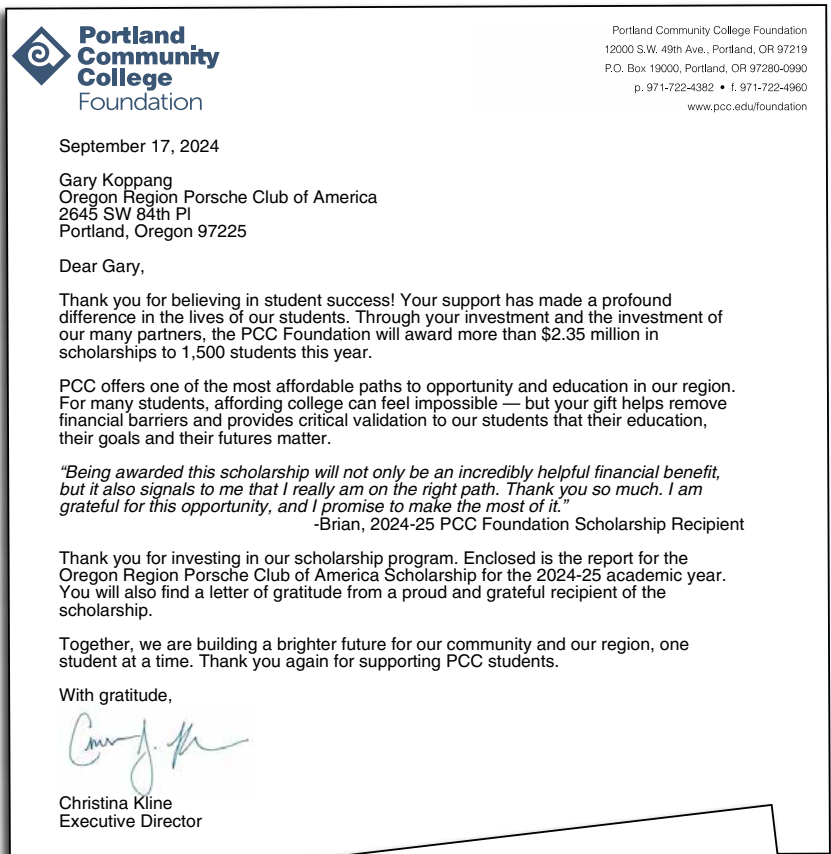 Portland
Community
College
Foundation
Portland Community College Foundation
12000 S.W. 49th Ave., Portland, OR 97219
P.O. Box 19000, Portland, OR 97280-0990
p. 971-722-4382 • f. 971-722-4960
www.pcc.edu/foundation
September 17, 2024
Gary Koppang
Oregon Region Porsche Club of America
2645 SW 84th Pl
Portland, Oregon 97225
Dear Gary,
Thank you for believing in student success! Your support has made a profound
difference in the lives of our students. Through your investment and the investment of
our many partners, the PCC Foundation will award more than $2.35 million in
scholarships to 1,500 students this year.
PCC offers one of the most affordable paths to opportunity and education in our region.
For many students, affording college can feel impossible — but your gift helps remove
financial barriers and provides critical validation to our students that their education,
their goals and their futures matter.
“Being awarded this scholarship will not only be an incredibly helpful financial benefit,
but it also signals to me that I really am on the right path. Thank you so much. I am
grateful for this opportunity, and I promise to make the most of it.”
-Brian, 2024-25 PCC Foundation Scholarship Recipient
Thank you for investing in our scholarship program. Enclosed is the report for the
Oregon Region Porsche Club of America Scholarship for the 2024-25 academic year.
You will also find a letter of gratitude from a proud and grateful recipient of the
scholarship.
Together, we are building a brighter future for our community and our region, one
student at a time. Thank you again for supporting PCC students.
With gratitude,
Christina Kline
Executive Director